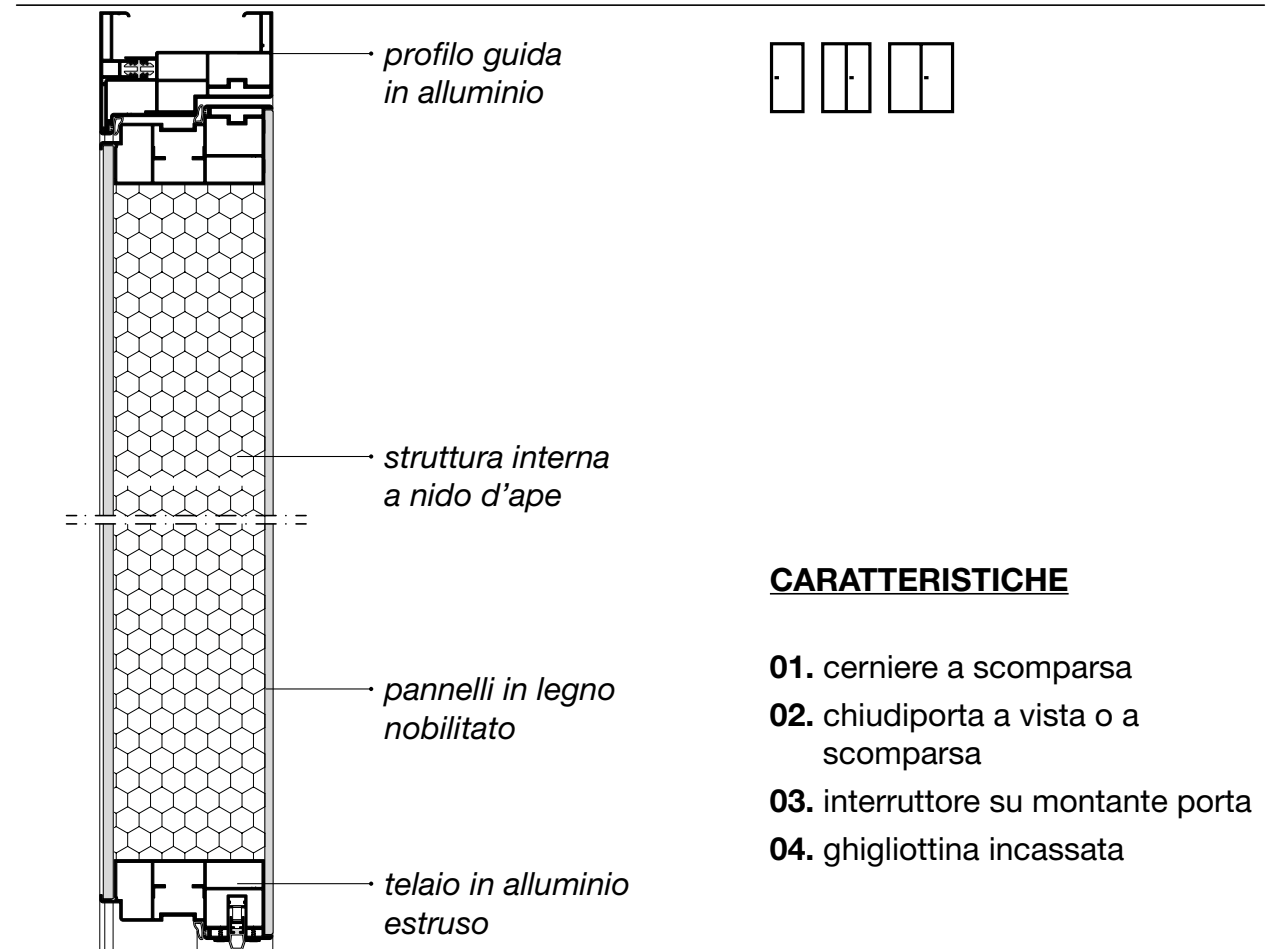 profilo guida
in alluminio
struttura interna
a nido d’ape
pannelli in legno
nobilitato
telaio in alluminio
estruso
CARATTERISTICHE
01. cerniere a scomparsa
02. chiudiporta a vista o a
scomparsa
03. interruttore su montante porta
04. ghigliottina incassata